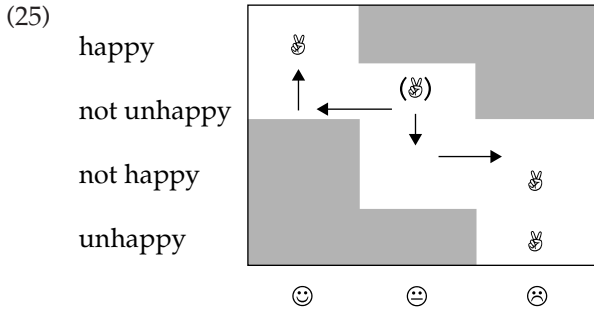 (25)
happy ✌
not unhappy (✌)
not happy ✌
unhappy ✌
☺ 😐 ☹